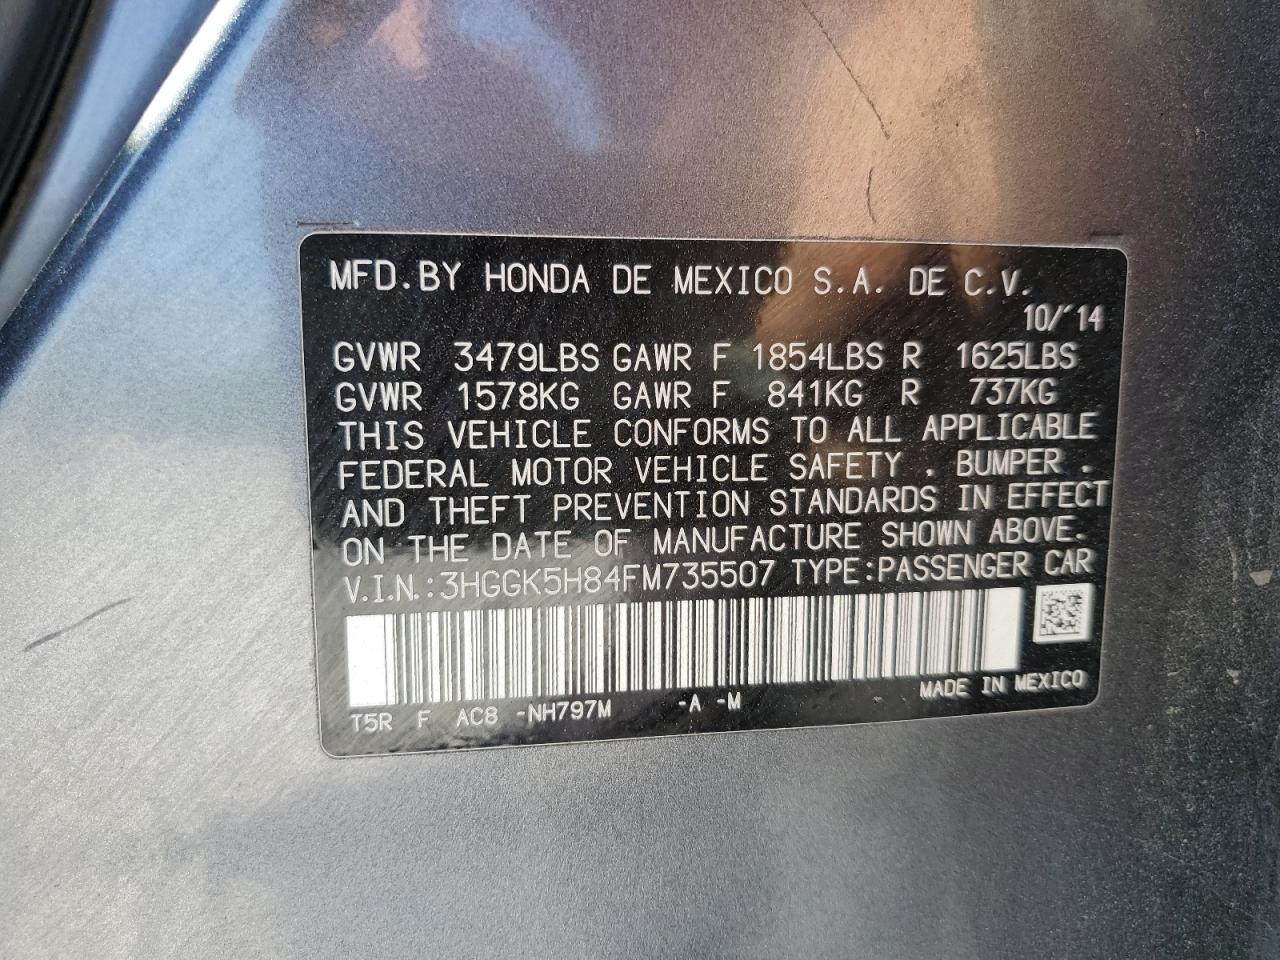 MFD.BY HONDA DE MEXICO S.A. DE C.V.
10/'14
GVWR 3479LBS GAWR F 1854LBS R 1625LBS
GVWR 1578KG GAWR F 841KG R 737KG
THIS VEHICLE CONFORMS TO ALL APPLICABLE
FEDERAL MOTOR VEHICLE SAFETY , BUMPER ,
AND THEFT PREVENTION STANDARDS IN EFFECT
ON THE DATE OF MANUFACTURE SHOWN ABOVE.
V.I.N.:3HGGK5H84FM735507 TYPE:PASSENGER CAR
MADE IN MEXICO
T5R F AC8 -NH797M -A -M